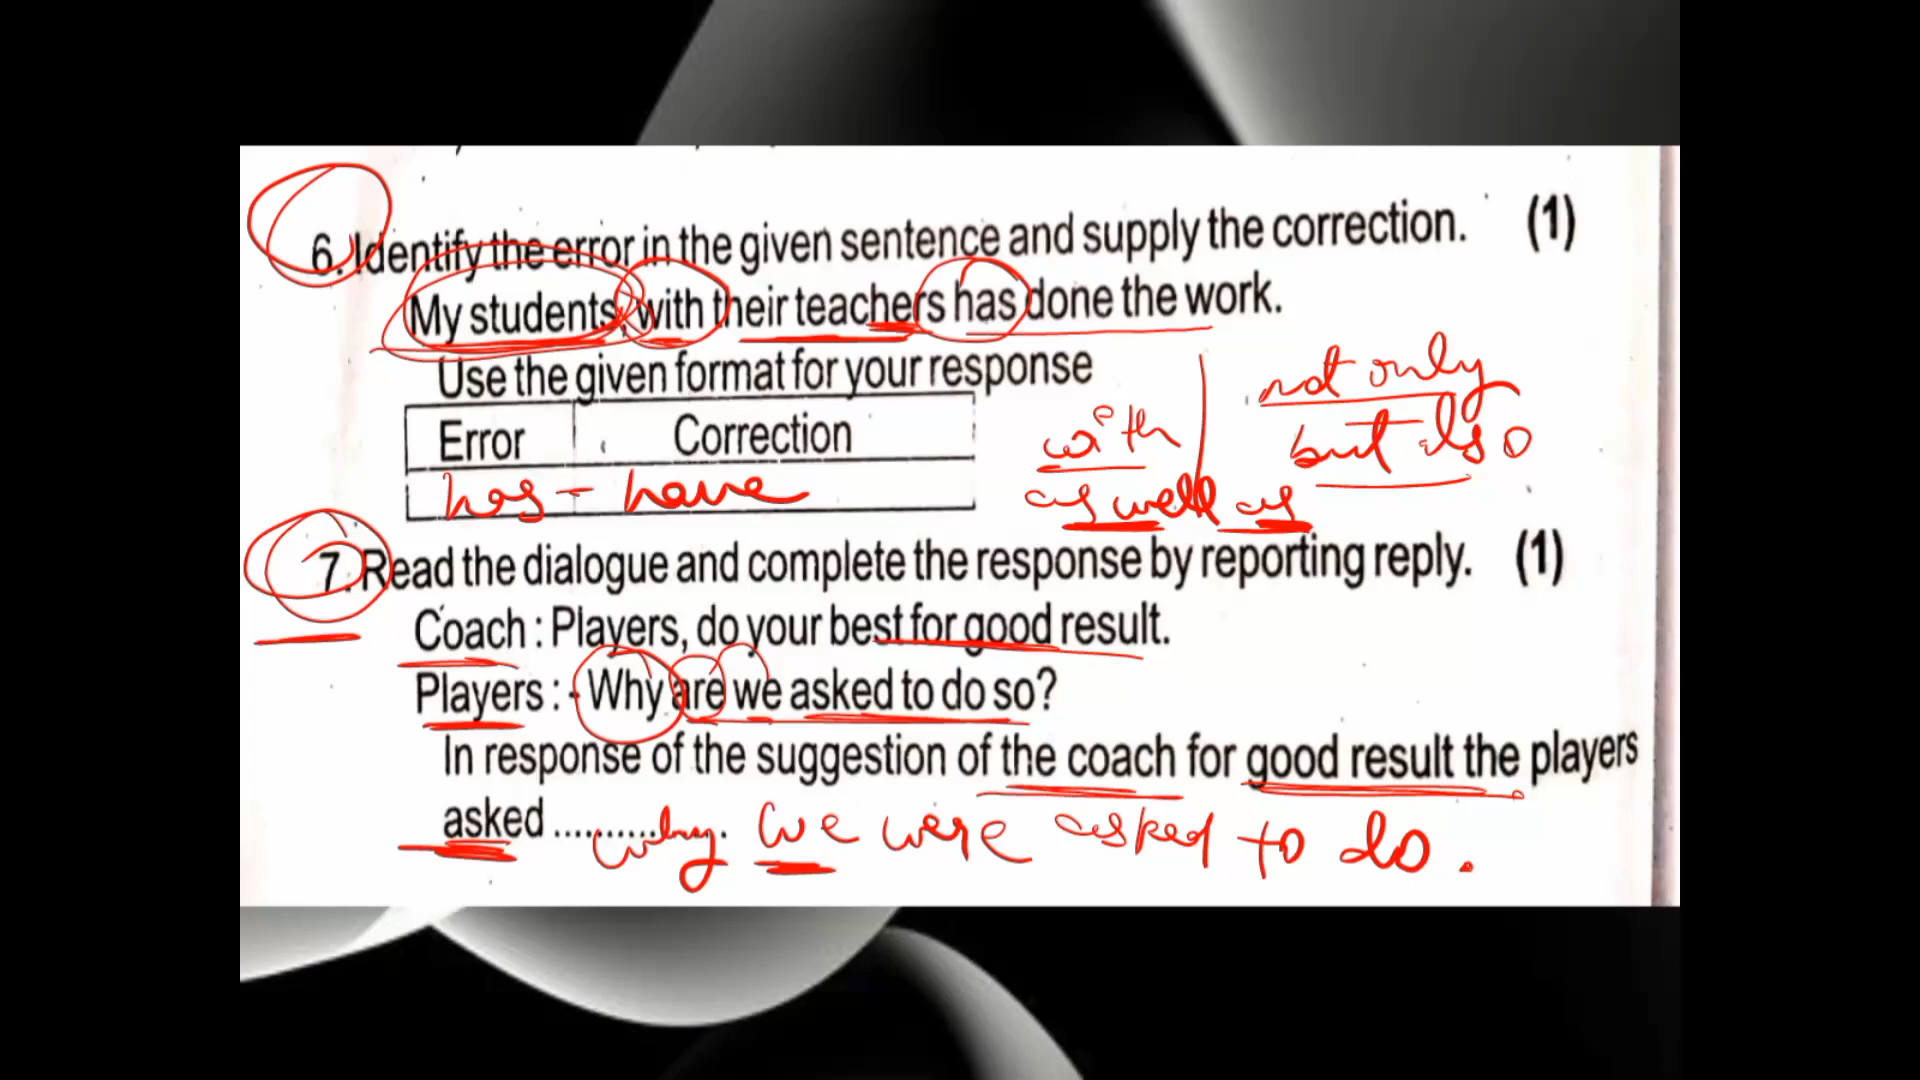 6. Identify the error in the given sentence and supply the correction. (1)
My students, with their teachers has done the work.
Use the given format for your response
Error Correction
has - have
with
as well as
not only
but also
7. Read the dialogue and complete the response by reporting reply. (1)
Coach : Players, do your best for good result.
Players : - Why are we asked to do so?
In response of the suggestion of the coach for good result the players
asked ........... why we were asked to do.